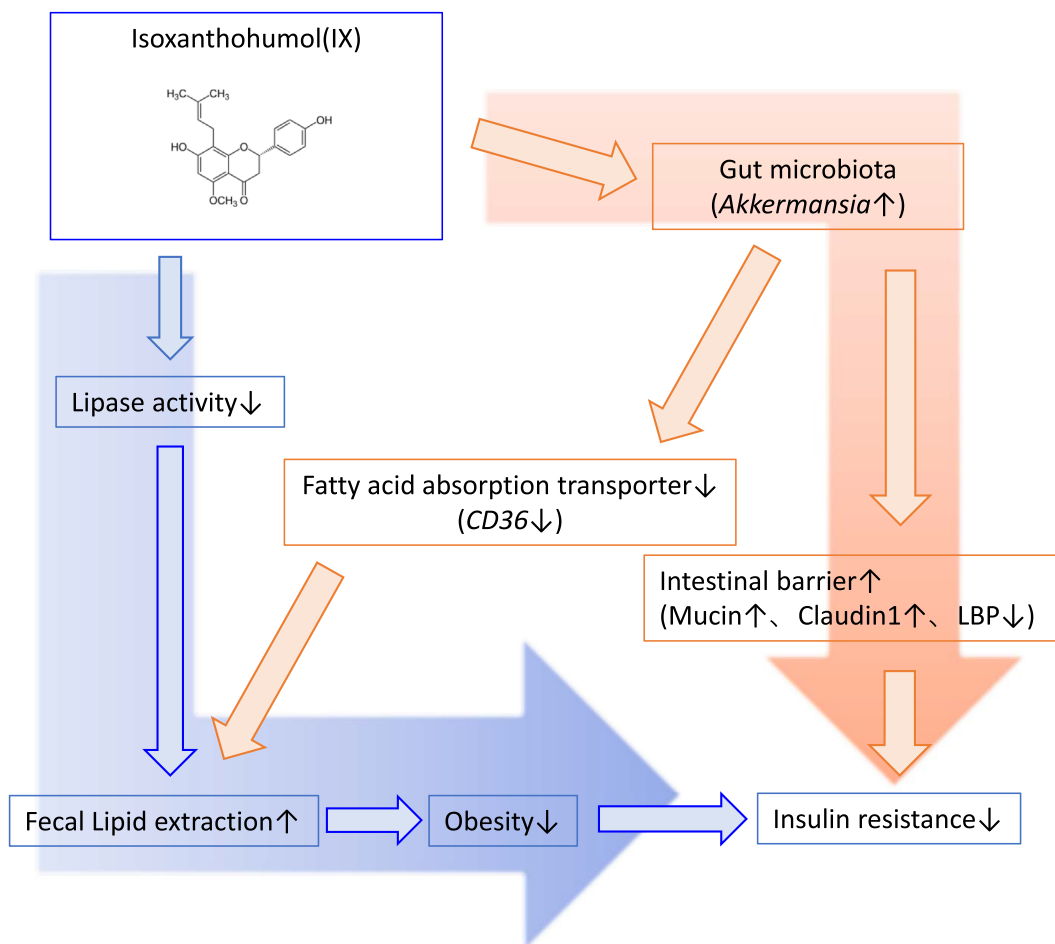 Isoxanthohumol(IX)
H₃C
CH₃
OH
HO
O
OCH₃
O
Gut microbiota
(Akkermansia↑)
Lipase activity↓
Fatty acid absorption transporter↓
(CD36↓)
Intestinal barrier↑
(Mucin↑、Claudin1↑、LBP↓)
Fecal Lipid extraction↑
Obesity↓
Insulin resistance↓